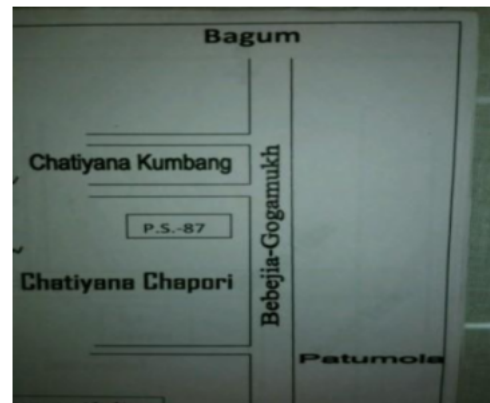 Bagum
Chatiyana Kumbang
Bebejia-Gogamukh
P.S.-87
Chatiyana Chapori
Patumola